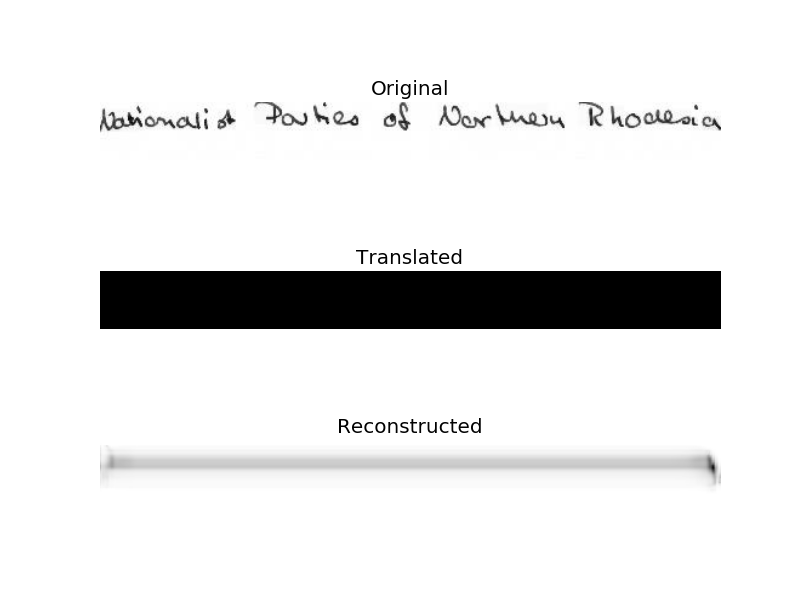 Original
Nationalist Parties of Northern Rhodesia
Translated
Reconstructed